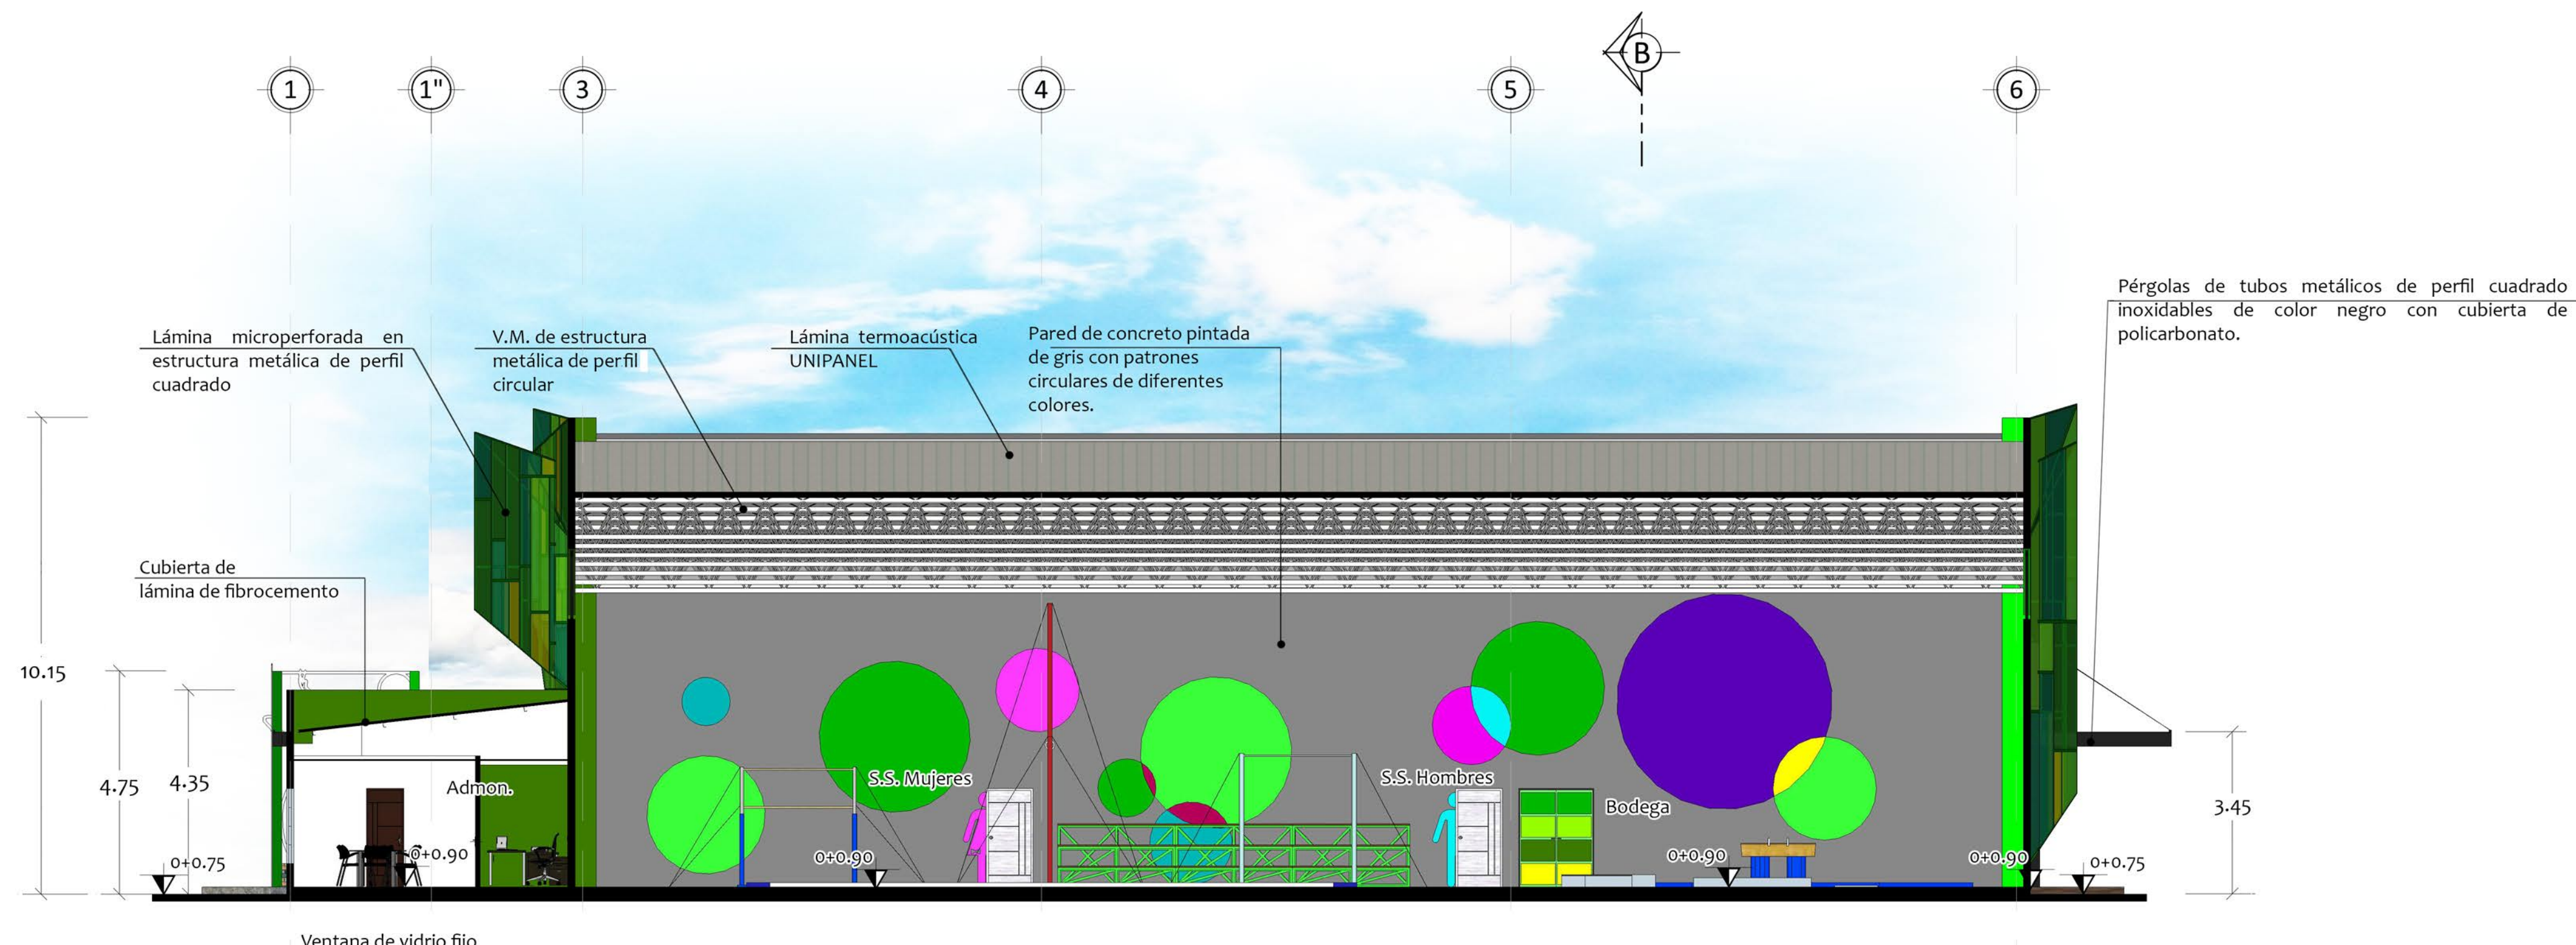 B
1
1"
3
4
5
6
Pérgolas de tubos metálicos de perfil cuadrado
inoxidables de color negro con cubierta de
policarbonato.
Lámina microperforada en
estructura metálica de perfil
cuadrado
V.M. de estructura
metálica de perfil
circular
Lámina termoacústica
UNIPANEL
Pared de concreto pintada
de gris con patrones
circulares de diferentes
colores.
Cubierta de
lámina de fibrocemento
10.15
4.75
4.35
3.45
Admon.
S.S. Mujeres
S.S. Hombres
Bodega
0+0.75
0+0.90
0+0.90
0+0.90
0+0.90
0+0.75
Ventana de vidrio fijo